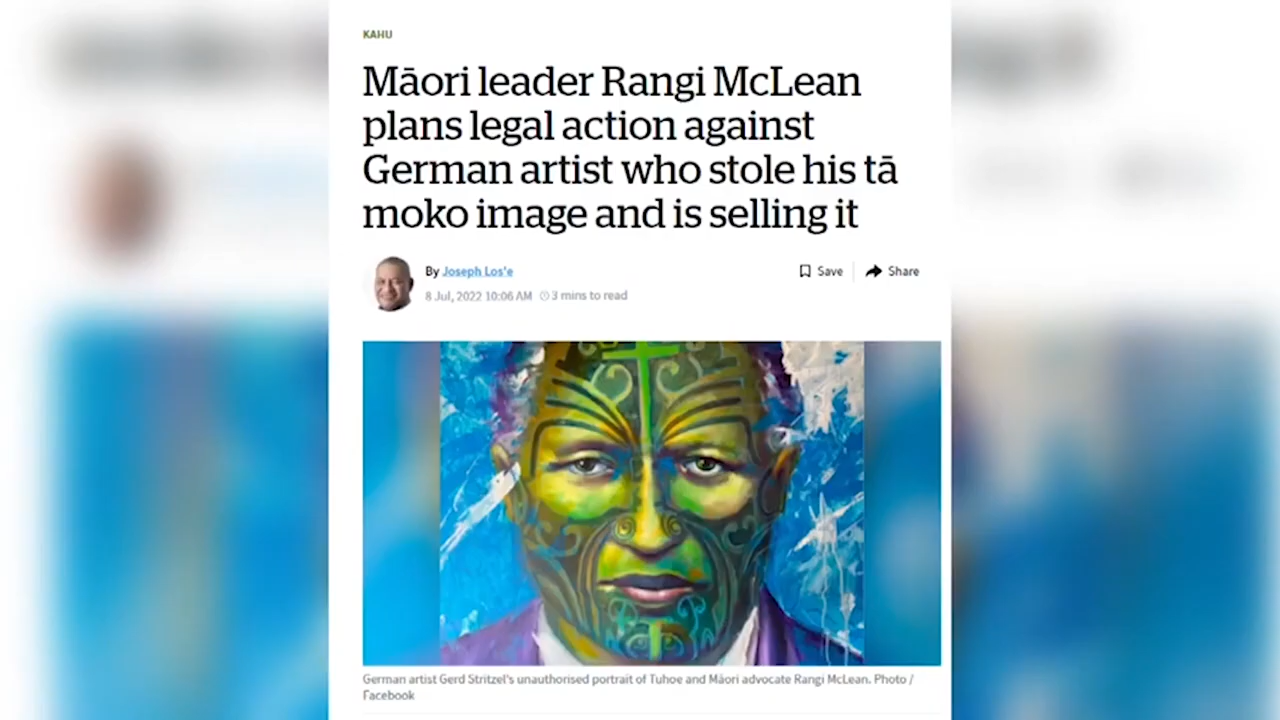 KAHU
Māori leader Rangi McLean
plans legal action against
German artist who stole his tā
moko image and is selling it
By Joseph Los'e
Save
Share
8 Jul, 2022 10:06 AM
3 mins to read
German artist Gerd Stritzel's unauthorised portrait of Tuhoe and Māori advocate Rangi McLean. Photo /
Facebook